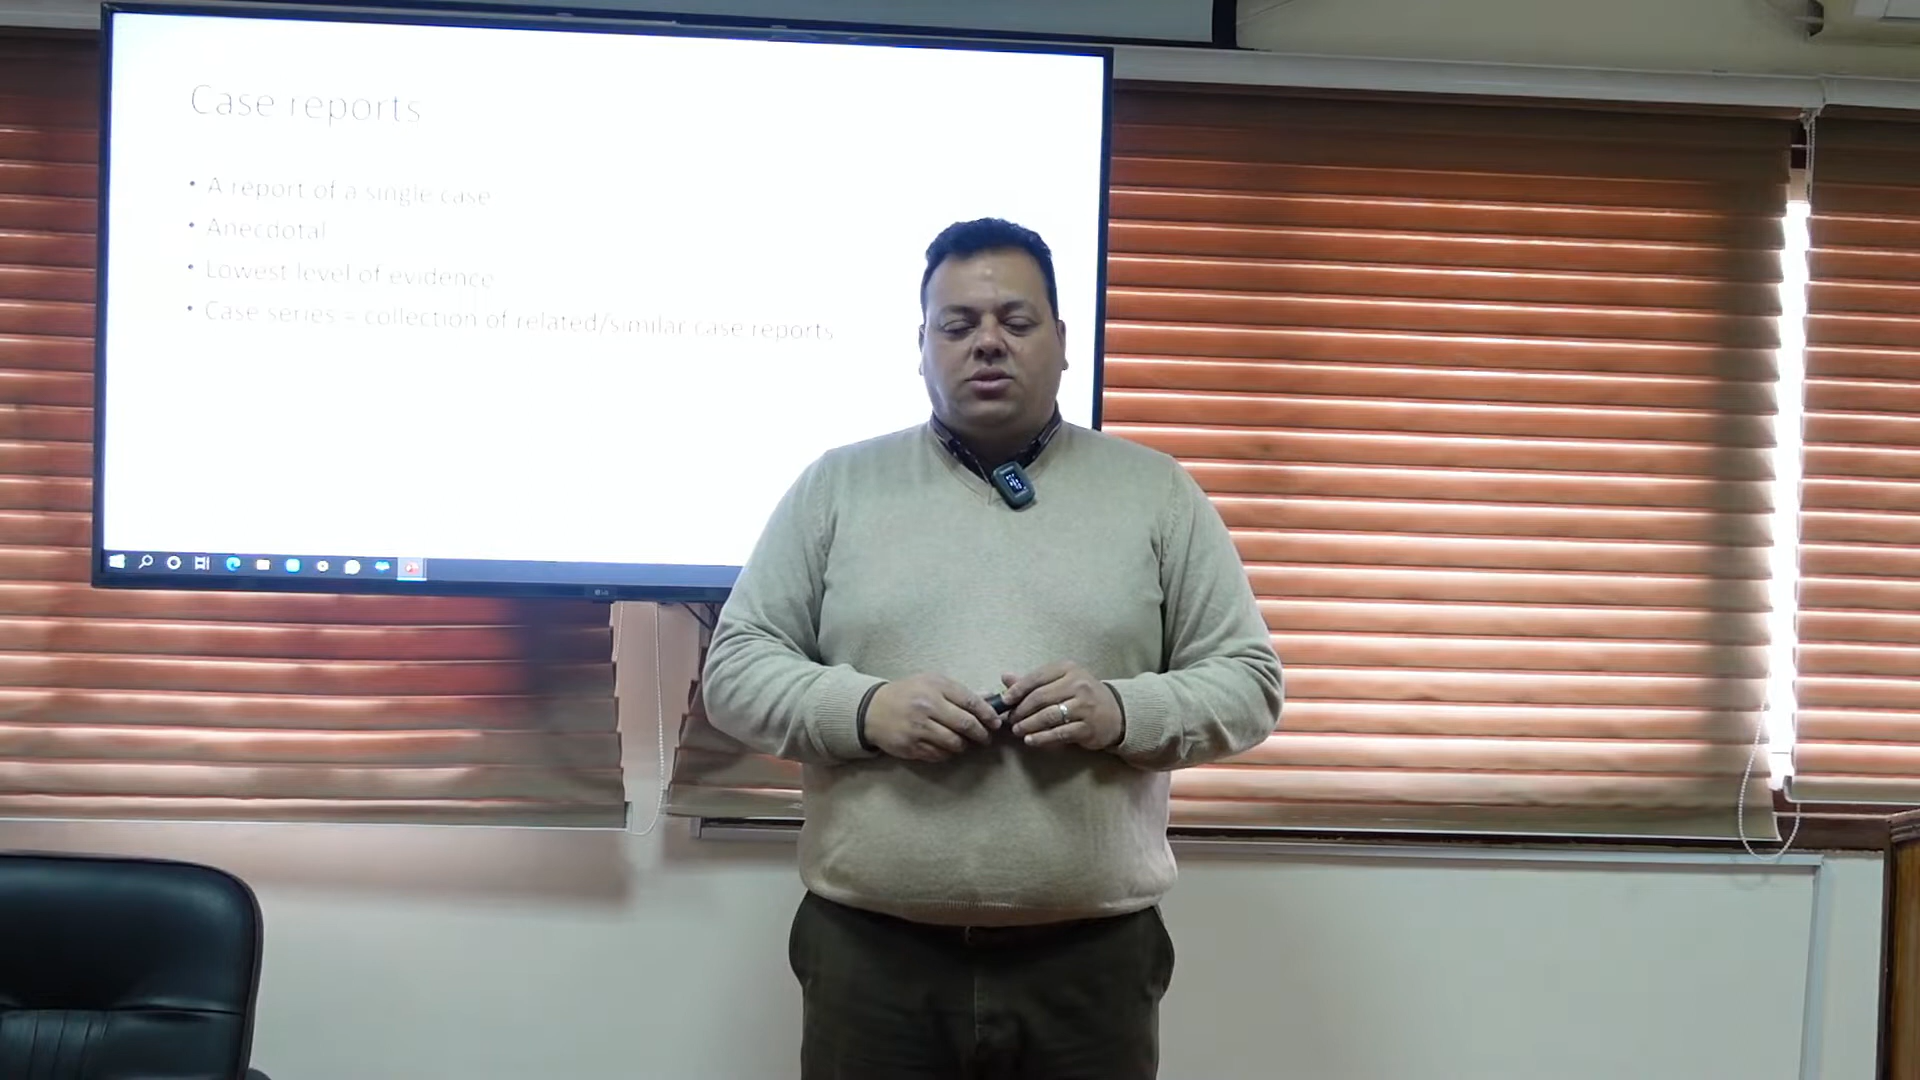 Case reports
• A report of a single case
• Anecdotal
• Lowest level of evidence
• Case series = collection of related/similar case reports
LG